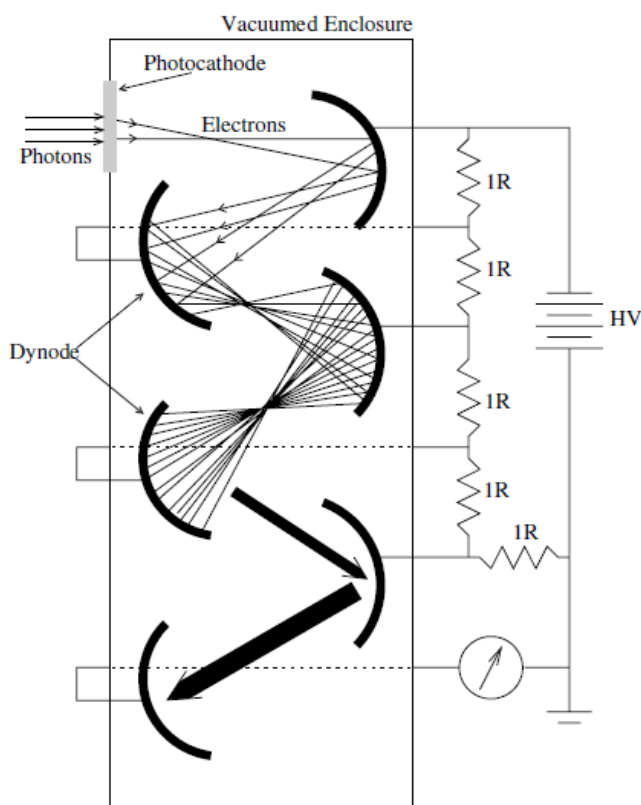 Vacuumed Enclosure
Photocathode
Electrons
Photons
1R
1R
HV
Dynode
1R
1R
1R